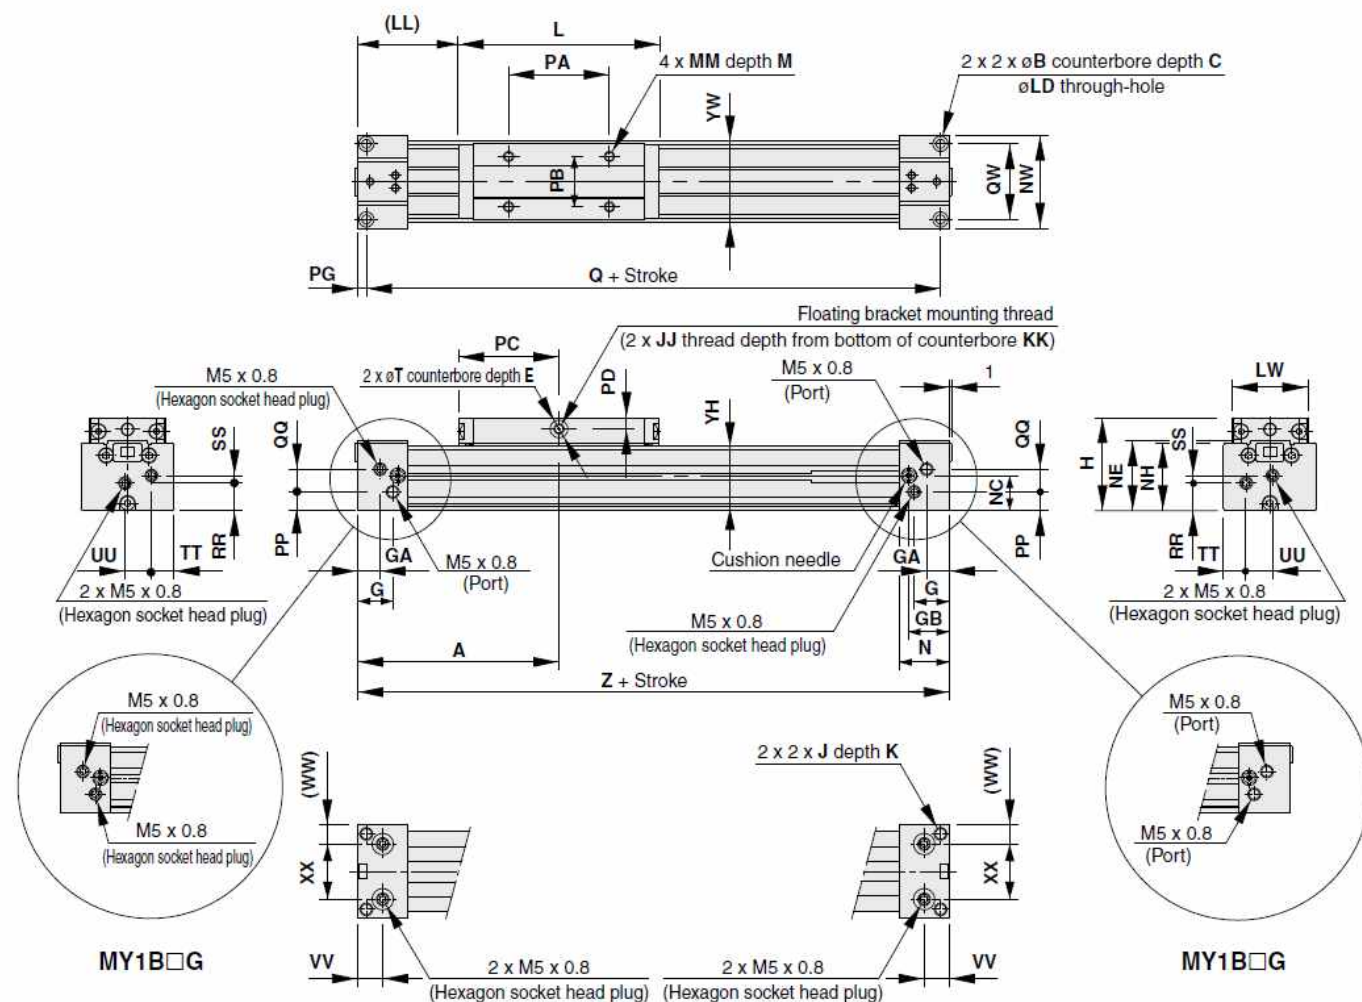 (LL)
L
PA
4 x MM depth M
2 x 2 x øB counterbore depth C
øLD through-hole
YW
PB
QW
NW
PG
Q + Stroke
Floating bracket mounting thread
(2 x JJ thread depth from bottom of counterbore KK)
PC
M5 x 0.8
(Hexagon socket head plug)
2 x øT counterbore depth E
PD
M5 x 0.8
(Port)
1
LW
YH
QQ
SS
QQ
SS
H
NE
NH
NC
PP
RR
UU
TT
GA
G
M5 x 0.8
(Port)
Cushion needle
GA
G
GB
N
PP
RR
TT
UU
2 x M5 x 0.8
(Hexagon socket head plug)
M5 x 0.8
(Hexagon socket head plug)
2 x M5 x 0.8
(Hexagon socket head plug)
A
Z + Stroke
M5 x 0.8
(Hexagon socket head plug)
M5 x 0.8
(Hexagon socket head plug)
M5 x 0.8
(Port)
M5 x 0.8
(Port)
2 x 2 x J depth K
(WW)
XX
(WW)
XX
VV
2 x M5 x 0.8
(Hexagon socket head plug)
2 x M5 x 0.8
(Hexagon socket head plug)
VV
MY1B□G
MY1B□G